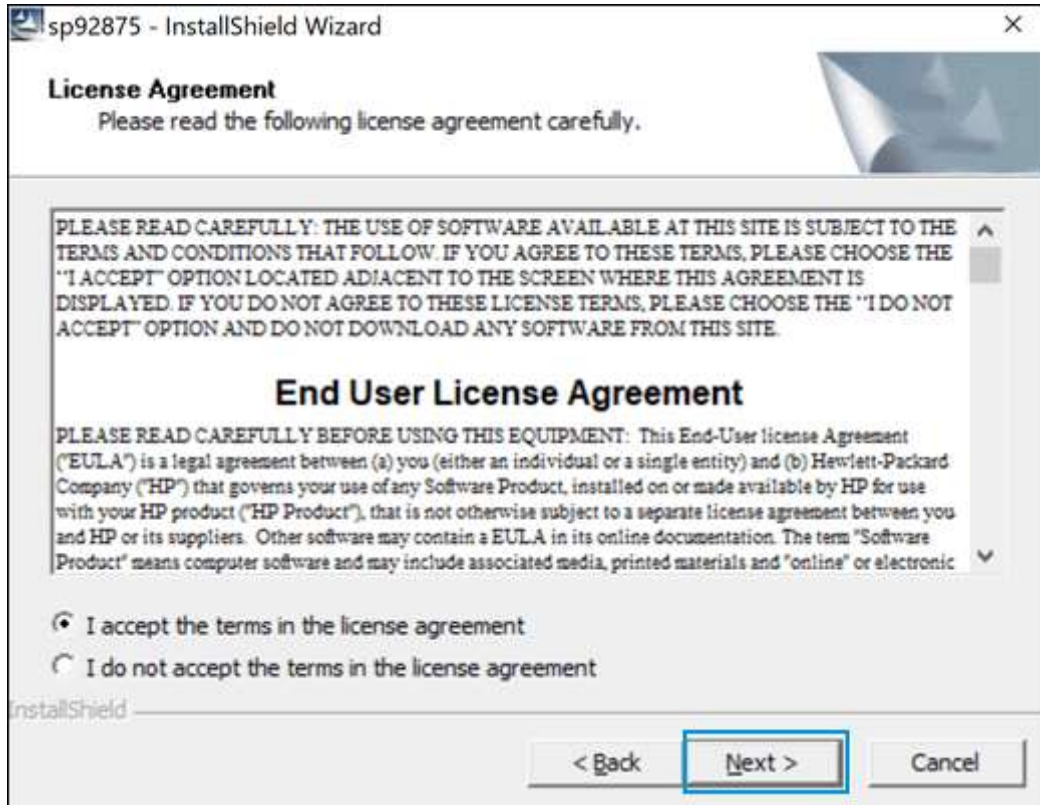 sp92875 - InstallShield Wizard
License Agreement
Please read the following license agreement carefully.
PLEASE READ CAREFULLY: THE USE OF SOFTWARE AVAILABLE AT THIS SITE IS SUBJECT TO THE
TERMS AND CONDITIONS THAT FOLLOW. IF YOU AGREE TO THESE TERMS, PLEASE CHOOSE THE
''I ACCEPT'' OPTION LOCATED ADJACENT TO THE SCREEN WHERE THIS AGREEMENT IS
DISPLAYED. IF YOU DO NOT AGREE TO THESE LICENSE TERMS, PLEASE CHOOSE THE ''I DO NOT
ACCEPT'' OPTION AND DO NOT DOWNLOAD ANY SOFTWARE FROM THIS SITE.
End User License Agreement
PLEASE READ CAREFULLY BEFORE USING THIS EQUIPMENT: This End-User license Agreement
("EULA") is a legal agreement between (a) you (either an individual or a single entity) and (b) Hewlett-Packard
Company ("HP") that governs your use of any Software Product, installed on or made available by HP for use
with your HP product ("HP Product"), that is not otherwise subject to a separate license agreement between you
and HP or its suppliers. Other software may contain a EULA in its online documentation. The term "Software
Product" means computer software and may include associated media, printed materials and "online" or electronic
I accept the terms in the license agreement
I do not accept the terms in the license agreement
InstallShield
< Back Next > Cancel